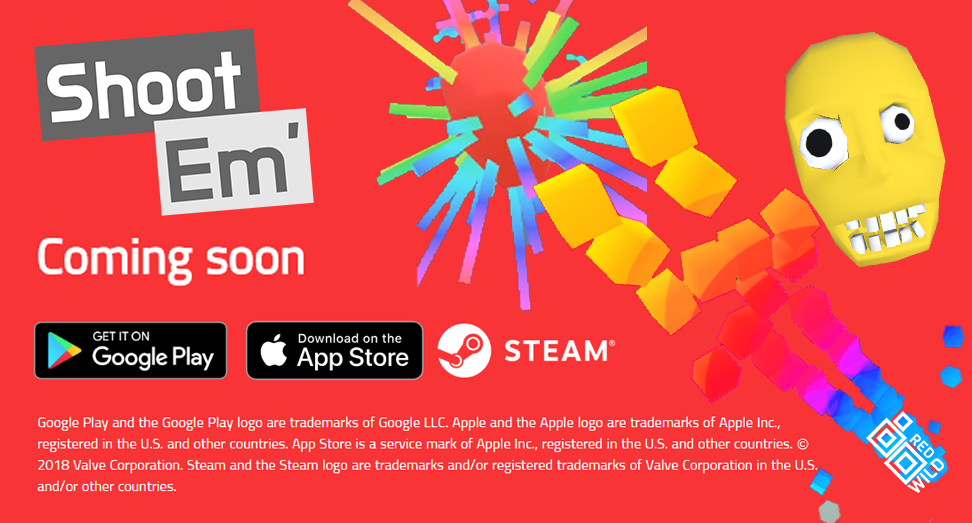 Shoot
Em'
Coming soon
GET IT ON
Google Play
Download on the
App Store
STEAM®
Google Play and the Google Play logo are trademarks of Google LLC. Apple and the Apple logo are trademarks of Apple Inc.,
registered in the U.S. and other countries. App Store is a service mark of Apple Inc., registered in the U.S. and other countries. ©
2018 Valve Corporation. Steam and the Steam logo are trademarks and/or registered trademarks of Valve Corporation in the U.S.
and/or other countries.
RED
WILO